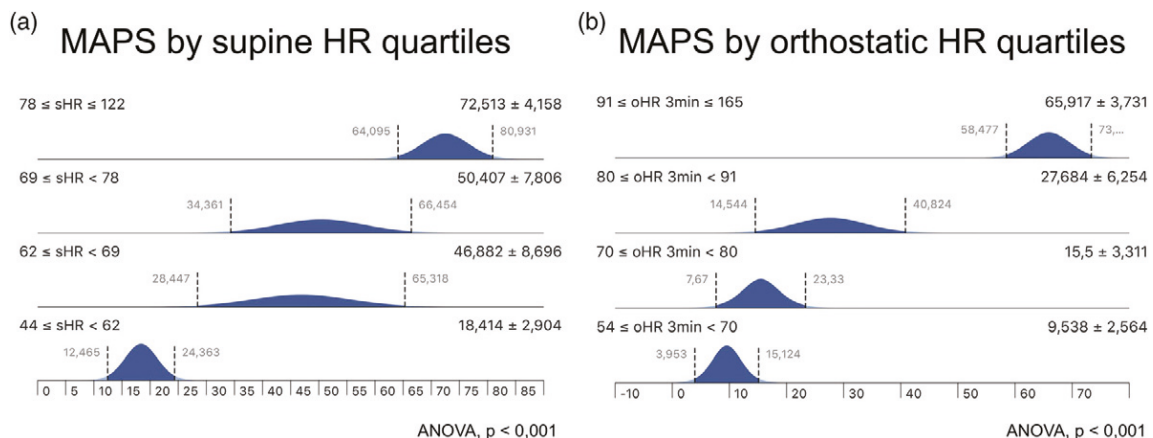 (a)
MAPS by supine HR quartiles
78 ≤ sHR ≤ 122
72,513 ± 4,158
64,095
80,931
69 ≤ sHR < 78
50,407 ± 7,806
34,361
66,454
62 ≤ sHR < 69
46,882 ± 8,696
28,447
65,318
44 ≤ sHR < 62
18,414 ± 2,904
12,465
24,363
0 5 10 15 20 25 30 35 40 45 50 55 60 65 70 75 80 85
ANOVA, p < 0,001
(b)
MAPS by orthostatic HR quartiles
91 ≤ oHR 3min ≤ 165
65,917 ± 3,731
58,477
73,...
80 ≤ oHR 3min < 91
27,684 ± 6,254
14,544
40,824
70 ≤ oHR 3min < 80
15,5 ± 3,311
7,67
23,33
54 ≤ oHR 3min < 70
9,538 ± 2,564
3,953
15,124
-10 0 10 20 30 40 50 60 70
ANOVA, p < 0,001